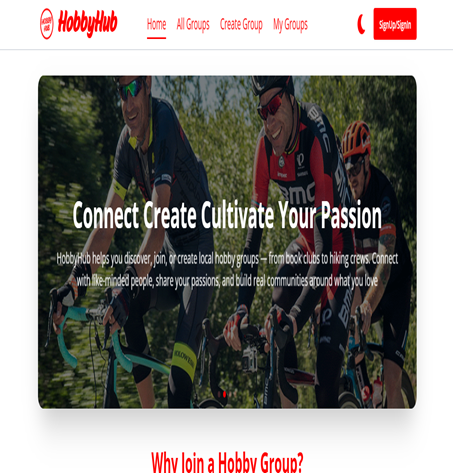 HobbyHub
Home All Groups Create Group My Groups
SignUp/SignIn
Connect Create Cultivate Your Passion
HobbyHub helps you discover, join, or create local hobby groups — from book clubs to hiking crews. Connect
with like-minded people, share your passions, and build real communities around what you love
BMC
BMC
Why Join a Hobby Group?